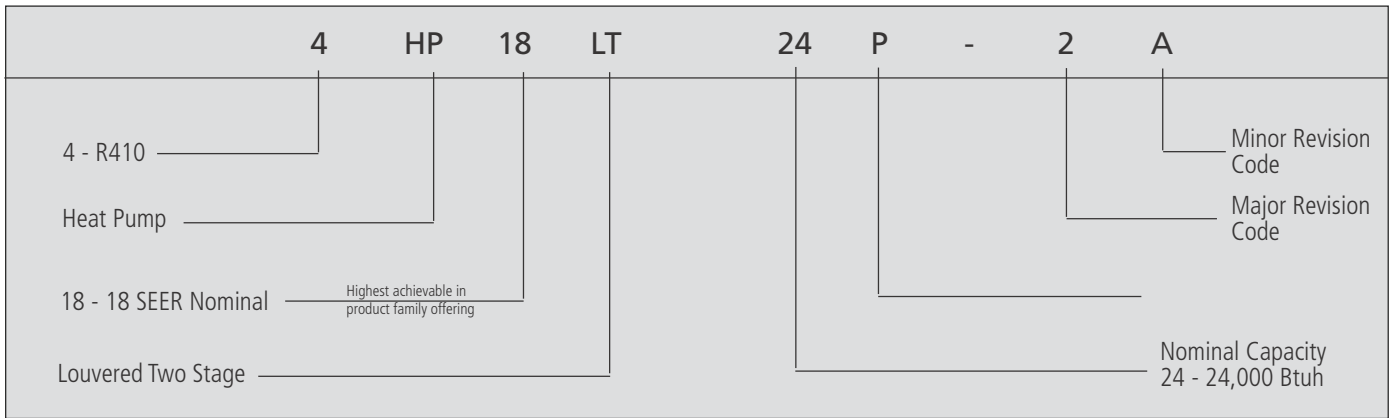 4 HP 18 LT 24 P - 2 A
4 - R410
Heat Pump
18 - 18 SEER Nominal
Highest achievable in
product family offering
Louvered Two Stage
Minor Revision
Code
Major Revision
Code
Nominal Capacity
24 - 24,000 Btuh